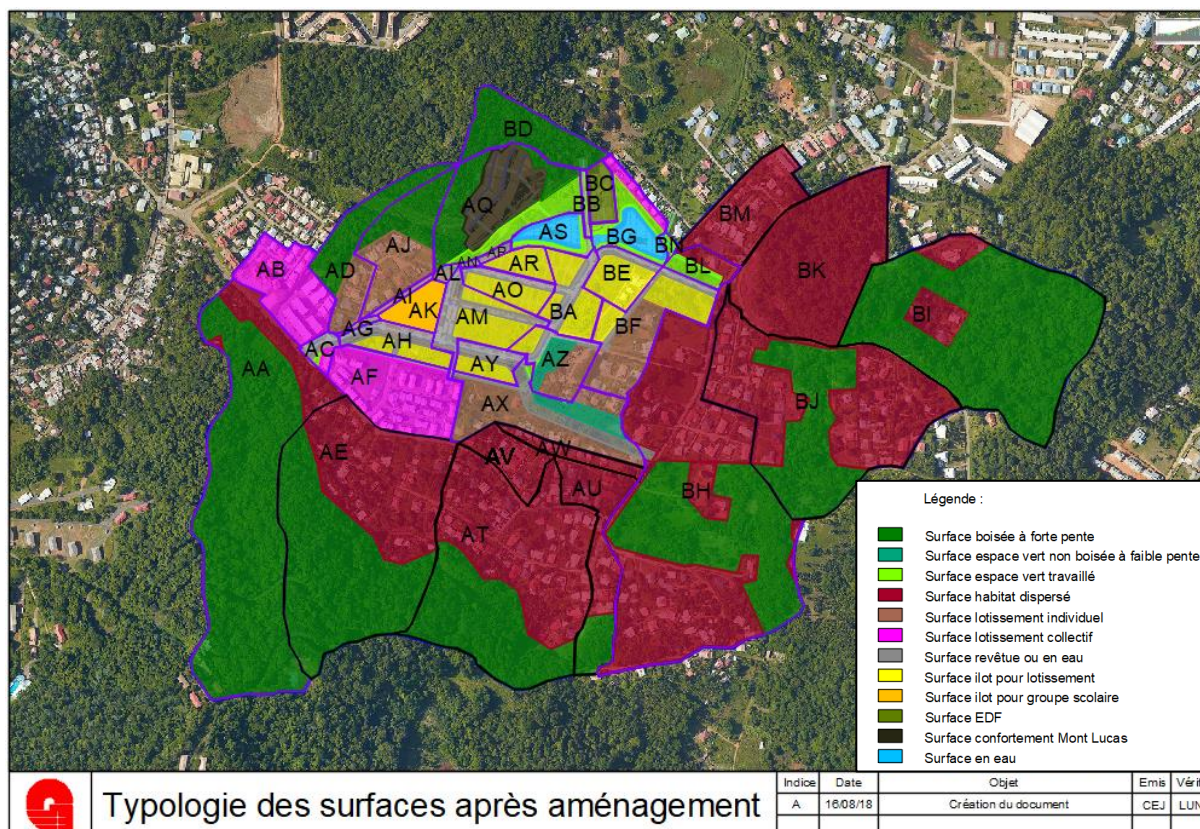 BD
BC
AQ
BB
BM
AS
BG
BN
AJ
AP
AN
AB
AD
AL
AR
BE
BL
BK
AI
AO
AK
BA
BI
AG
AM
BF
AC
AH
AY
AZ
AA
AF
BJ
AX
AE
AV
AW
AU
BH
AT
Légende :
Surface boisée à forte pente
Surface espace vert non boisée à faible pente
Surface espace vert travaillé
Surface habitat dispersé
Surface lotissement individuel
Surface lotissement collectif
Surface revêtue ou en eau
Surface ilot pour lotissement
Surface ilot pour groupe scolaire
Surface EDF
Surface confortement Mont Lucas
Surface en eau
Typologie des surfaces après aménagement
Indice Date Objet Emis Vérif
A 16/08/18 Création du document CEJ LUN